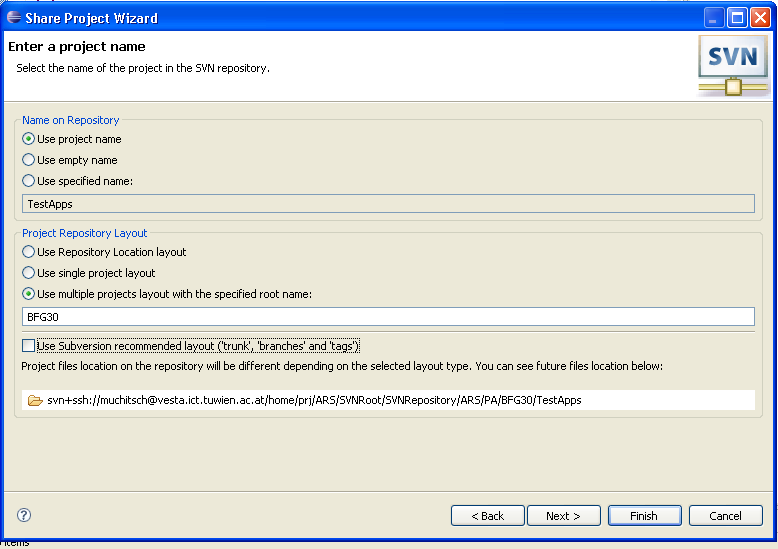 Share Project Wizard
Enter a project name
Select the name of the project in the SVN repository.
SVN
Name on Repository
Use project name
Use empty name
Use specified name:
TestApps
Project Repository Layout
Use Repository Location layout
Use single project layout
Use multiple projects layout with the specified root name:
BFG30
Use Subversion recommended layout ('trunk', 'branches' and 'tags')
Project files location on the repository will be different depending on the selected layout type. You can see future files location below:
svn+ssh://muchitsch@vesta.ict.tuwien.ac.at/home/prj/ARS/SVNRoot/SVNRepository/ARS/PA/BFG30/TestApps
?
< Back
Next >
Finish
Cancel
items